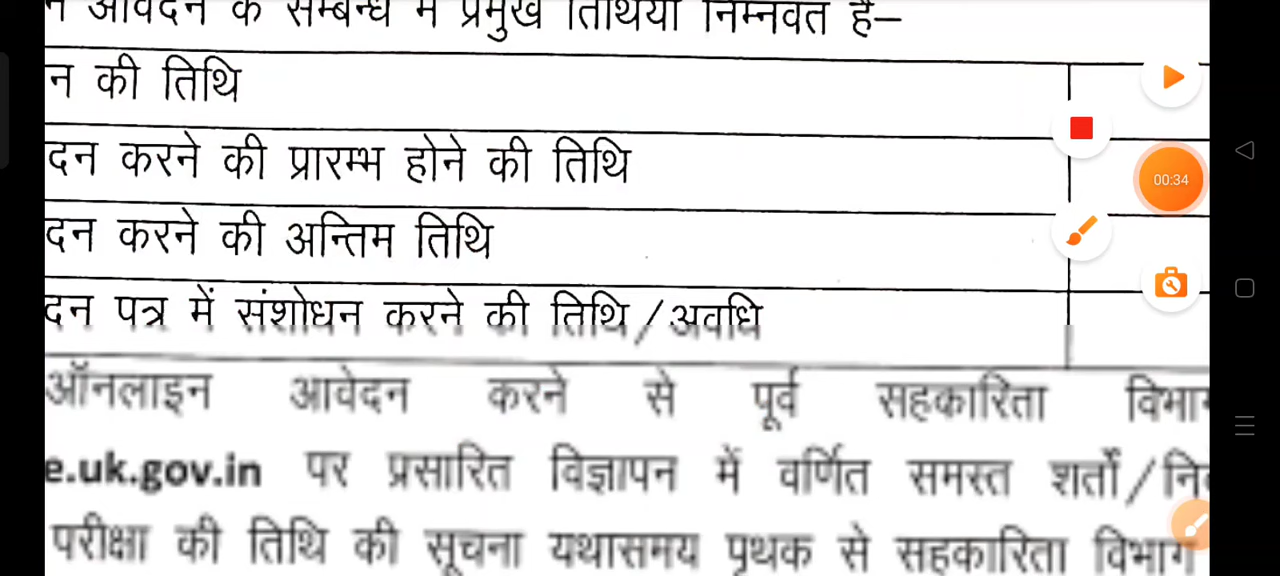 आवेदन के सम्बन्ध में प्रमुख तिथियाँ निम्नवत हैं–
न की तिथि
दन करने की प्रारम्भ होने की तिथि
दन करने की अन्तिम तिथि
दन पत्र में संशोधन करने की तिथि/अवधि
ऑनलाइन आवेदन करने से पूर्व सहकारिता विभाग
e.uk.gov.in पर प्रसारित विज्ञापन में वर्णित समस्त शर्तो/नि
परीक्षा की तिथि की सूचना यथासमय पृथक से सहकारिता विभाग
00:34